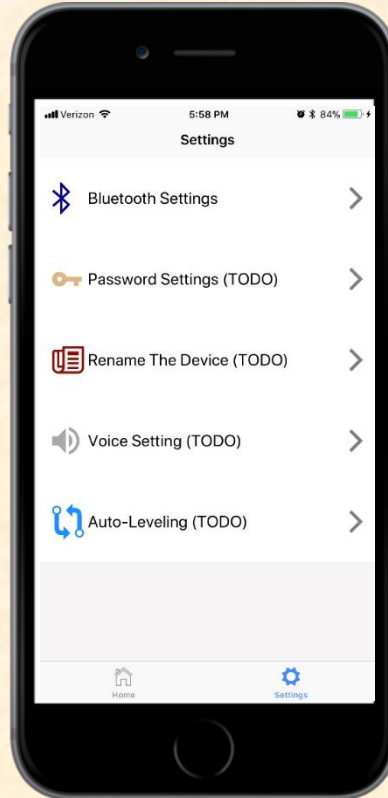 Verizon 5:58 PM 84%
Settings
Bluetooth Settings
Password Settings (TODO)
Rename The Device (TODO)
Voice Setting (TODO)
Auto-Leveling (TODO)
Home Settings